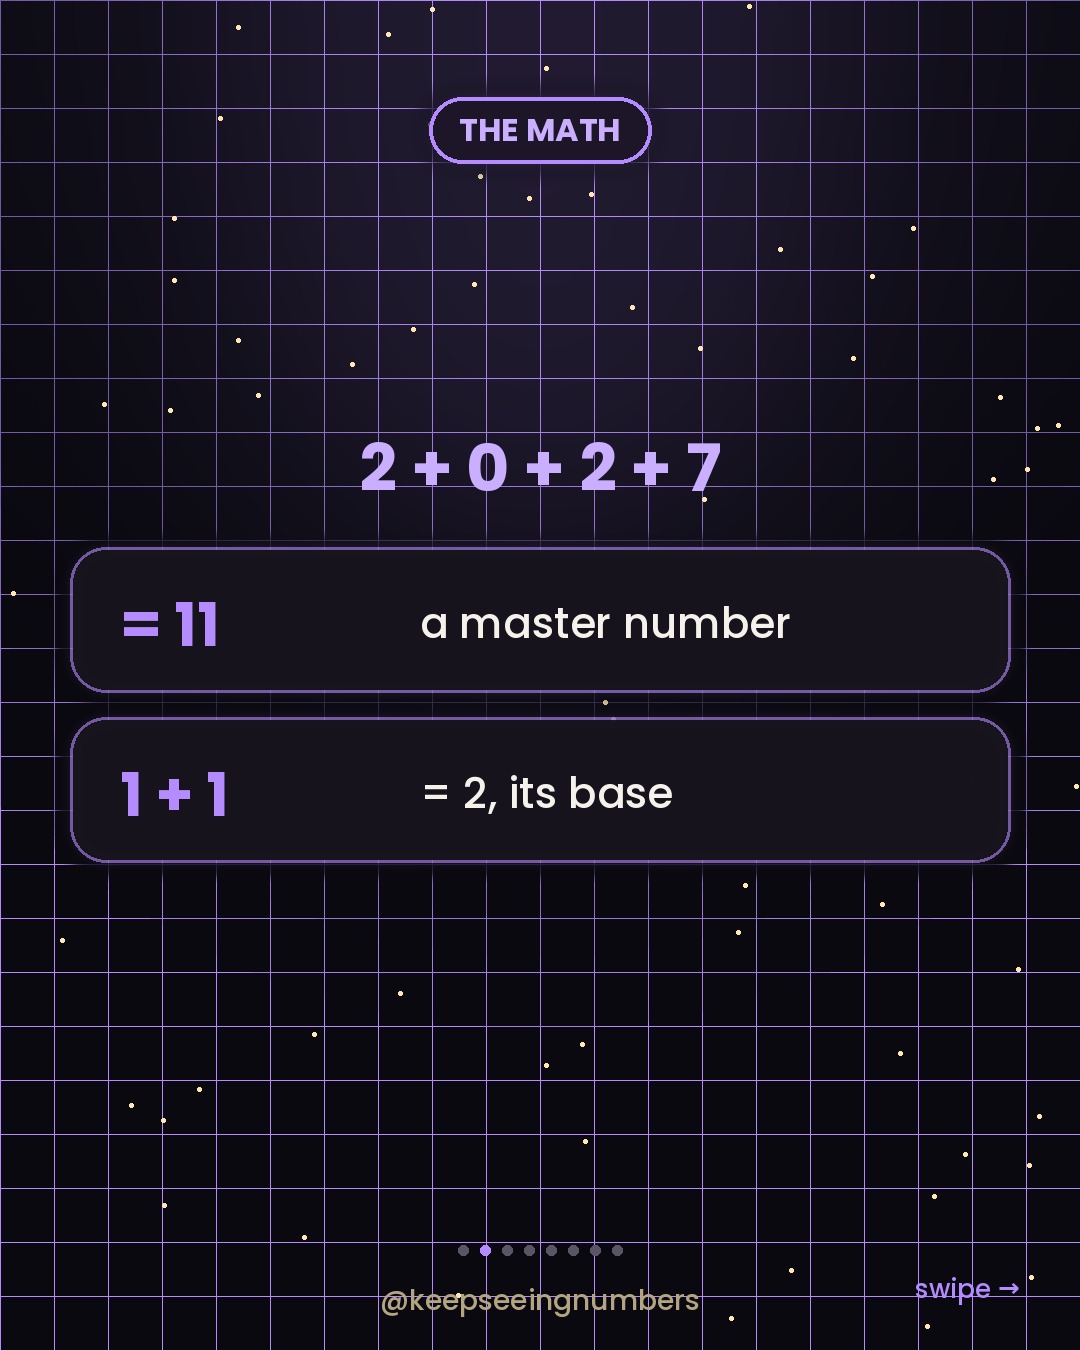 THE MATH
2 + 0 + 2 + 7
= 11 a master number
1 + 1 = 2, its base
@keepseeingnumbers
swipe →